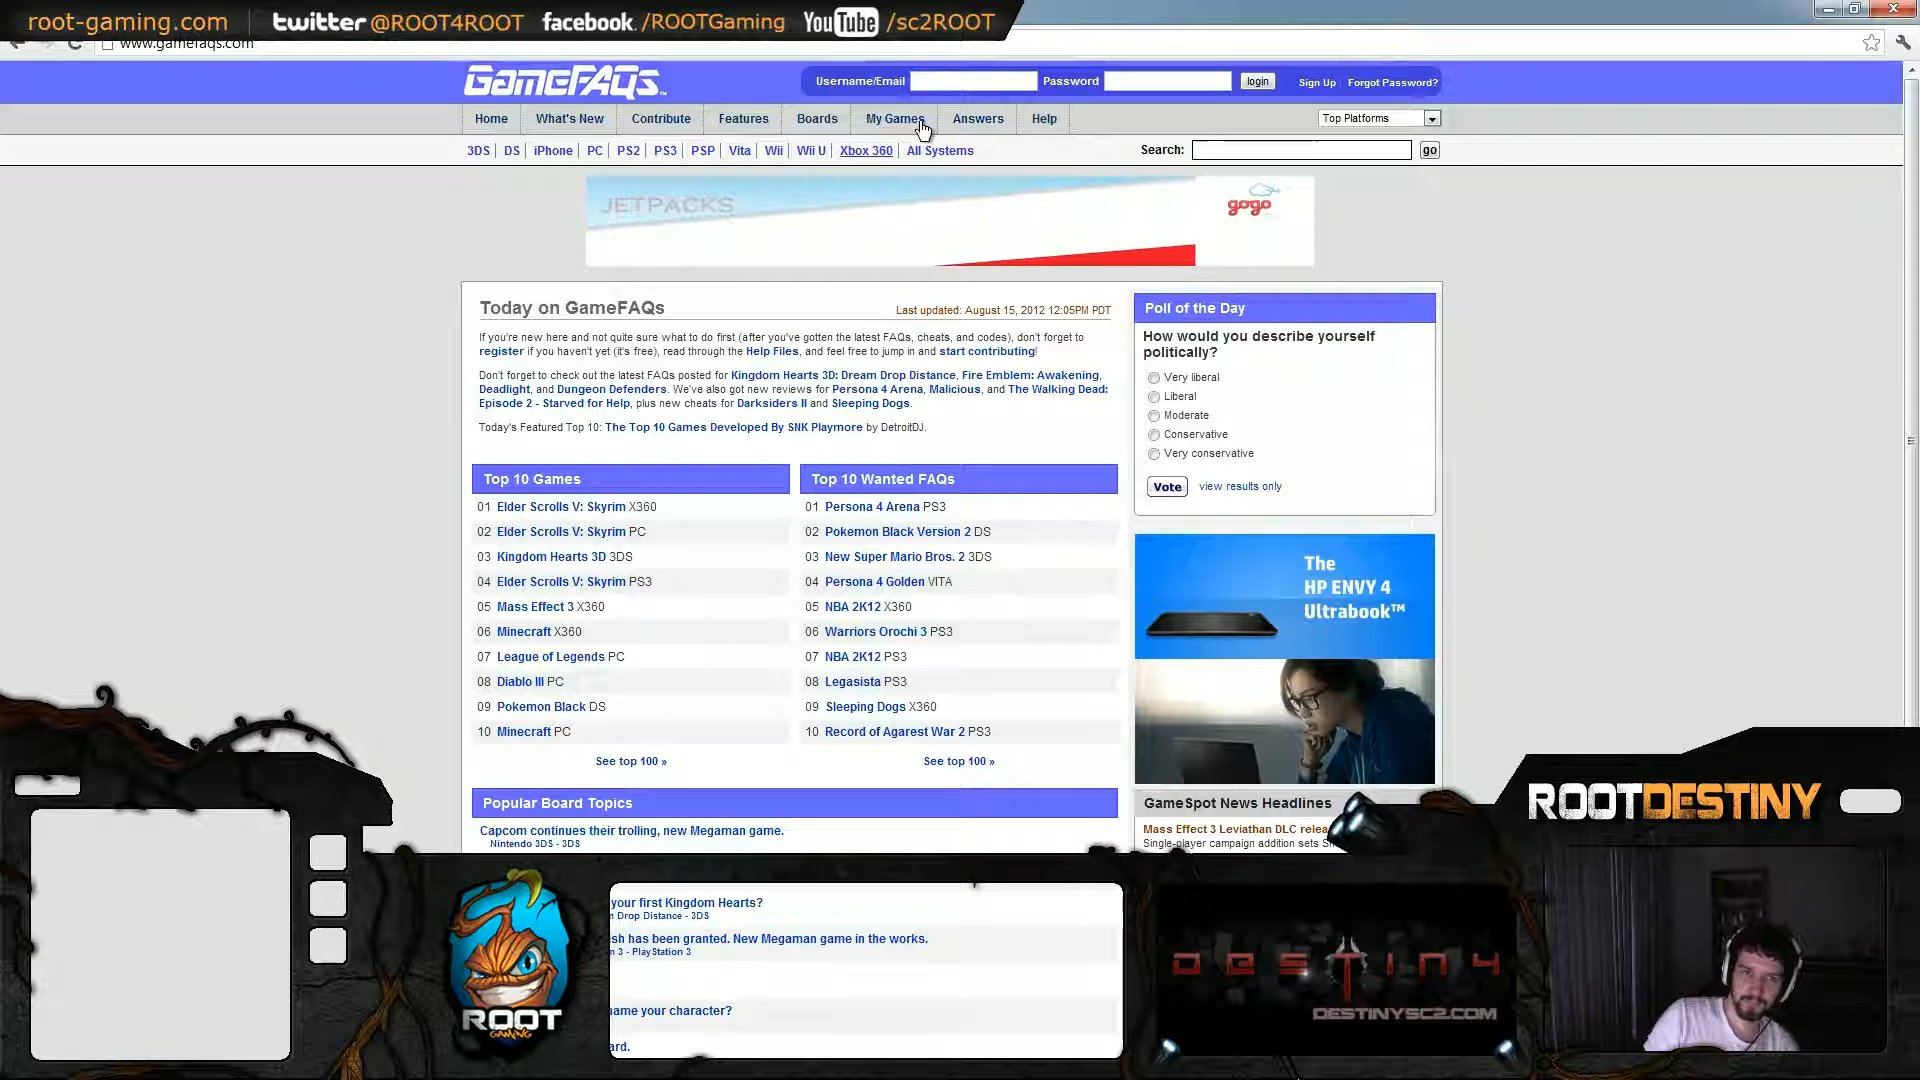 root-gaming.com twitter @ROOT4ROOT facebook. /ROOTGaming YouTube /sc2ROOT
www.gamefaqs.com
GameFAQs Username/Email Password login Sign Up Forgot Password?
Home What's New Contribute Features Boards My Games Answers Help Top Platforms
3DS DS iPhone PC PS2 PS3 PSP Vita Wii Wii U Xbox 360 All Systems Search: go
JETPACKS gogo
Today on GameFAQs Last updated: August 15, 2012 12:05PM PDT
If you're new here and not quite sure what to do first (after you've gotten the latest FAQs, cheats, and codes), don't forget to
register if you haven't yet (it's free), read through the Help Files, and feel free to jump in and start contributing!
Don't forget to check out the latest FAQs posted for Kingdom Hearts 3D: Dream Drop Distance, Fire Emblem: Awakening,
Deadlight, and Dungeon Defenders. We've also got new reviews for Persona 4 Arena, Malicious, and The Walking Dead:
Episode 2 - Starved for Help, plus new cheats for Darksiders II and Sleeping Dogs.
Today's Featured Top 10: The Top 10 Games Developed By SNK Playmore by DetroitDJ.
Top 10 Games
01 Elder Scrolls V: Skyrim X360
02 Elder Scrolls V: Skyrim PC
03 Kingdom Hearts 3D 3DS
04 Elder Scrolls V: Skyrim PS3
05 Mass Effect 3 X360
06 Minecraft X360
07 League of Legends PC
08 Diablo III PC
09 Pokemon Black DS
10 Minecraft PC
See top 100 »
Top 10 Wanted FAQs
01 Persona 4 Arena PS3
02 Pokemon Black Version 2 DS
03 New Super Mario Bros. 2 3DS
04 Persona 4 Golden VITA
05 NBA 2K12 X360
06 Warriors Orochi 3 PS3
07 NBA 2K12 PS3
08 Legasista PS3
09 Sleeping Dogs X360
10 Record of Agarest War 2 PS3
See top 100 »
Poll of the Day
How would you describe yourself
politically?
Very liberal
Liberal
Moderate
Conservative
Very conservative
Vote view results only
The
HP ENVY 4
Ultrabook™
Popular Board Topics
Capcom continues their trolling, new Megaman game.
Nintendo 3DS - 3DS
GameSpot News Headlines
Mass Effect 3 Leviathan DLC relea
Single-player campaign addition sets
your first Kingdom Hearts?
Drop Distance - 3DS
sh has been granted. New Megaman game in the works.
3 - PlayStation 3
ame your character?
ard.
ROOT
GAMING
DESTINY
DESTINYSC2.COM
ROOTDESTINY